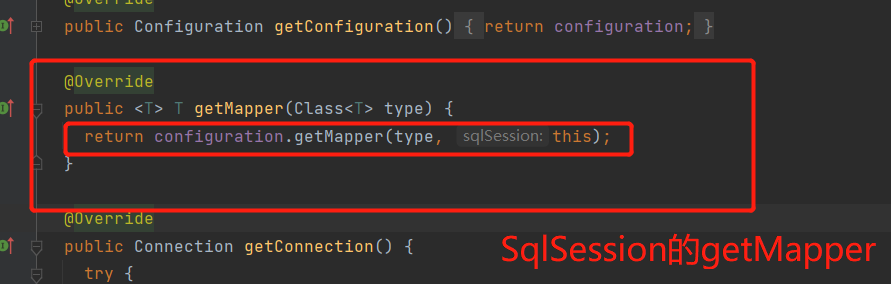 @Override
public Configuration getConfiguration() { return configuration; }
@Override
public <T> T getMapper(Class<T> type) {
return configuration.getMapper(type, sqlSession: this);
}
@Override
public Connection getConnection() {
try {
SqlSession的getMapper